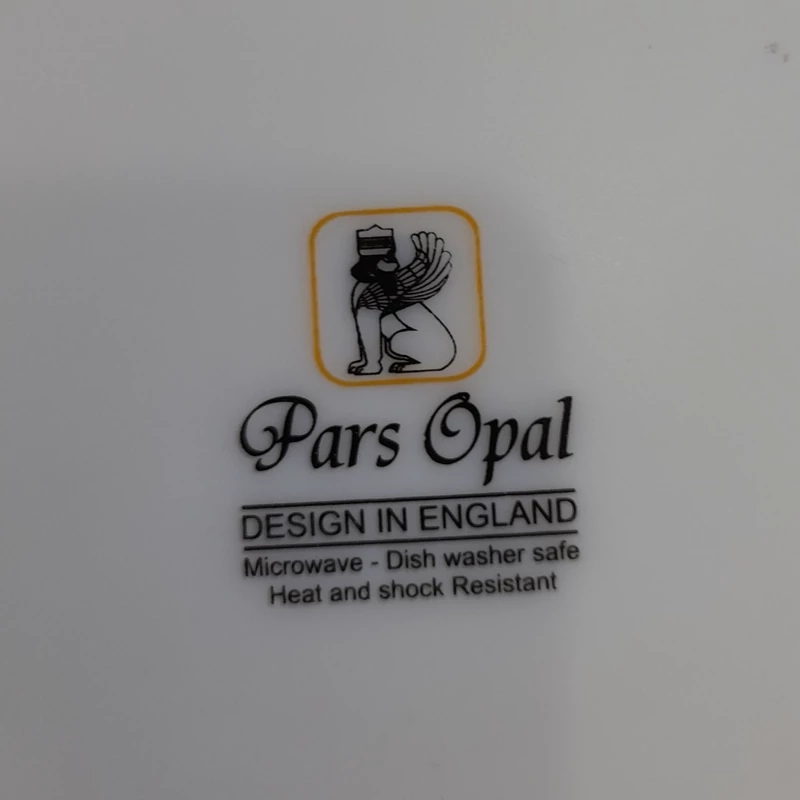 Pars Opal
DESIGN IN ENGLAND
Microwave - Dish washer safe
Heat and shock Resistant